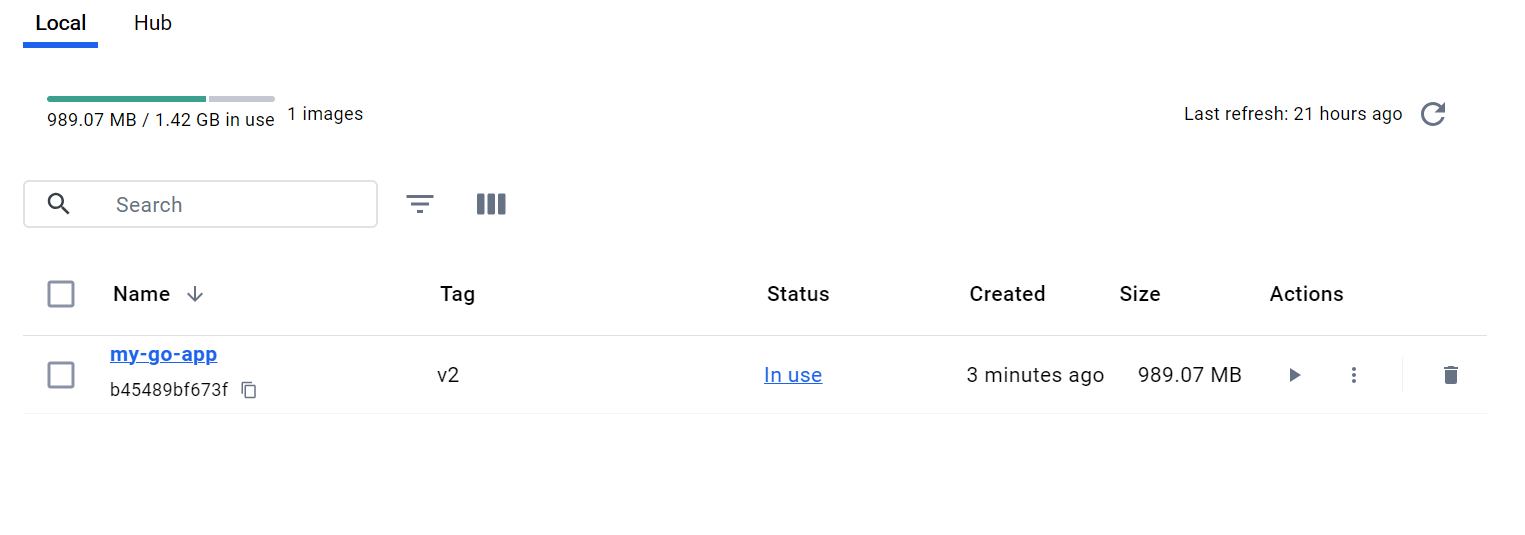 Local Hub
989.07 MB / 1.42 GB in use 1 images Last refresh: 21 hours ago
Search
Name Tag Status Created Size Actions
my-go-app
b45489bf673f v2 In use 3 minutes ago 989.07 MB